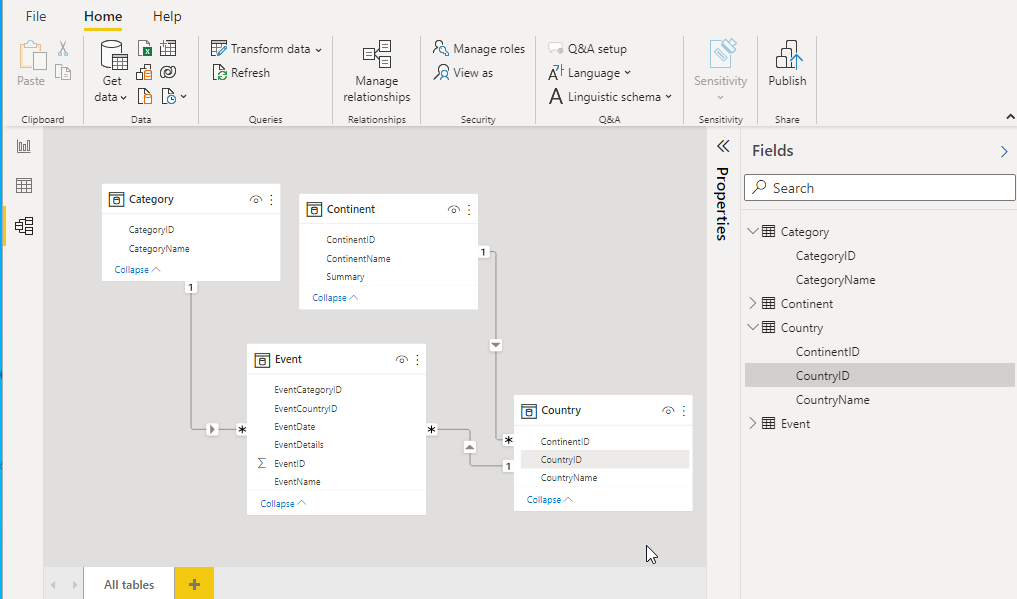 File Home Help
Paste
Get data
Transform data
Refresh
Manage relationships
Manage roles
View as
Q&A setup
Language
Linguistic schema
Sensitivity
Publish
Clipboard Data Queries Relationships Security Q&A Sensitivity Share
Category
CategoryID
CategoryName
Collapse
1
Continent
ContinentID
ContinentName
Summary
Collapse
1
Event
EventCategoryID
EventCountryID
EventDate
EventDetails
Σ EventID
EventName
Collapse
*
*
Country
ContinentID
CountryID
CountryName
Collapse
*
1
Properties
Fields
Search
Category
CategoryID
CategoryName
Continent
Country
ContinentID
CountryID
CountryName
Event
All tables +